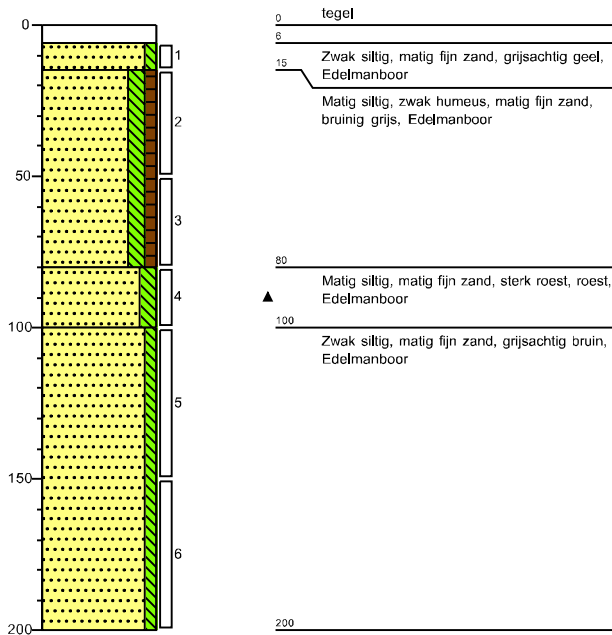 0
50
100
150
200
1
2
3
4
5
6
0
tegel
6
Zwak siltig, matig fijn zand, grijsachtig geel,
Edelmanboor
15
Matig siltig, zwak humeus, matig fijn zand,
bruinig grijs, Edelmanboor
80
Matig siltig, matig fijn zand, sterk roest, roest,
Edelmanboor
100
Zwak siltig, matig fijn zand, grijsachtig bruin,
Edelmanboor
200